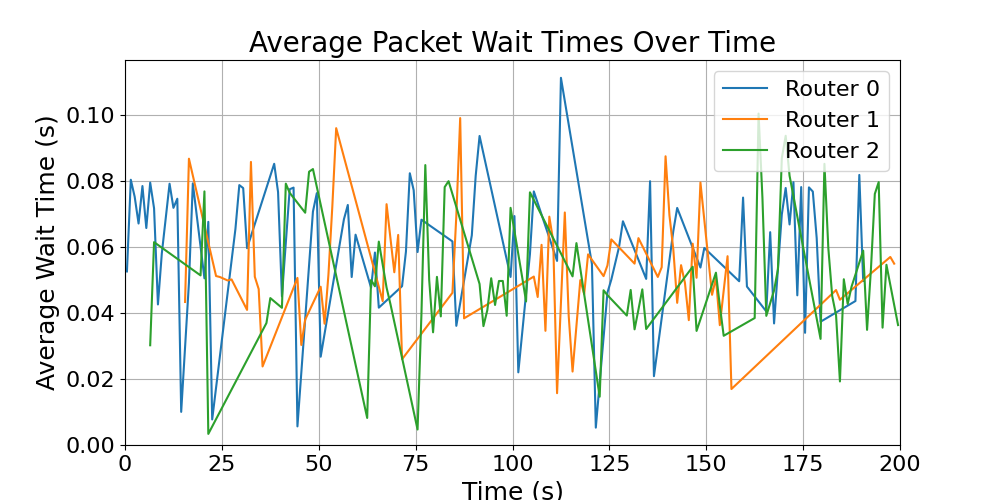 Average Packet Wait Times Over Time
Average Wait Time (s)
0.10
0.08
0.06
0.04
0.02
0.00
Router 0
Router 1
Router 2
0 25 50 75 100 125 150 175 200
Time (s)